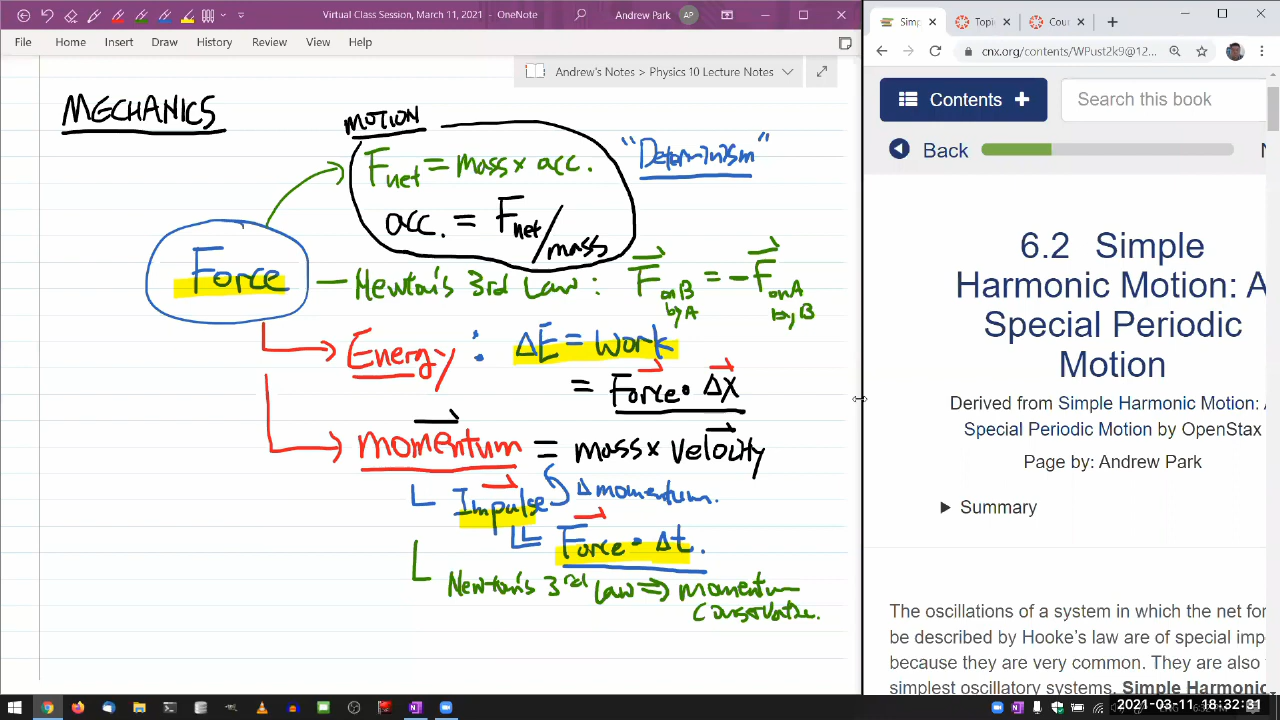 Virtual Class Session, March 11, 2021 - OneNote
Andrew Park
AP
File Home Insert Draw History Review View Help
Andrew's Notes > Physics 10 Lecture Notes
MECHANICS
MOTION
Fnet = mass x acc.
"Determinism"
acc. = Fnet/mass
Force
Newton's 3rd Law : F on B by A = -F on A by B
Energy : ΔE = Work
= Force • Δx
momentum = mass x velocity
Impulse Δmomentum.
Force • Δt.
Newton's 3rd Law ⇒ momentum
Simp
Topi
Cou
cnx.org/contents/WPust2k9@12...
Contents +
Search this book
Back
N
6.2 Simple
Harmonic Motion: A
Special Periodic
Motion
Derived from Simple Harmonic Motion: A
Special Periodic Motion by OpenStax
Page by: Andrew Park
Summary
The oscillations of a system in which the net for
be described by Hooke's law are of special imp
because they are very common. They are also
simplest oscillatory systems. Simple Harmonic
2021-03-11 18:32:31